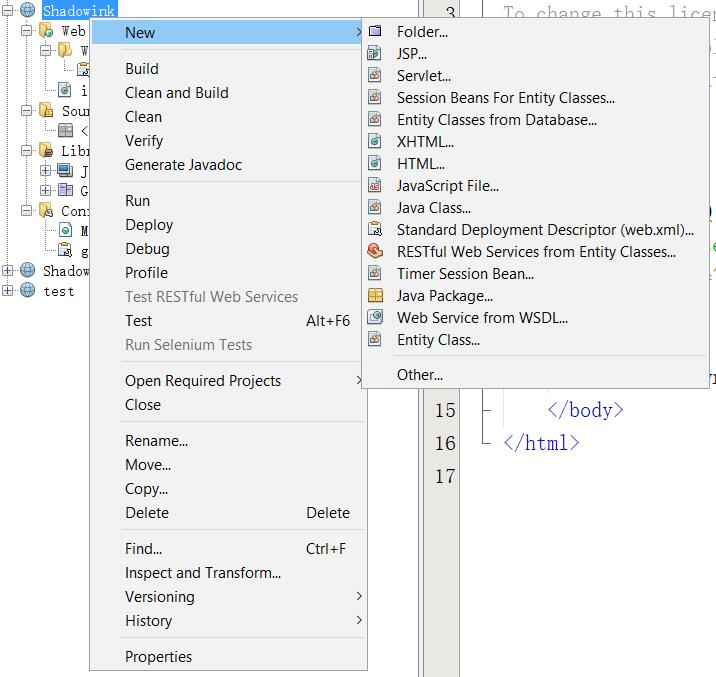 Shadowink
Web
W
i
Sour
<
Libr
J
G
Conf
M
g
Shadow
test
New
Build
Clean and Build
Clean
Verify
Generate Javadoc
Run
Deploy
Debug
Profile
Test RESTful Web Services
Test Alt+F6
Run Selenium Tests
Open Required Projects
Close
Rename...
Move...
Copy...
Delete Delete
Find... Ctrl+F
Inspect and Transform...
Versioning
History
Properties
Folder...
JSP...
Servlet...
Session Beans For Entity Classes...
Entity Classes from Database...
XHTML...
HTML...
JavaScript File...
Java Class...
Standard Deployment Descriptor (web.xml)...
RESTful Web Services from Entity Classes...
Timer Session Bean...
Java Package...
Web Service from WSDL...
Entity Class...
Other...
3 To change this licen
15 </body>
16 </html>
17